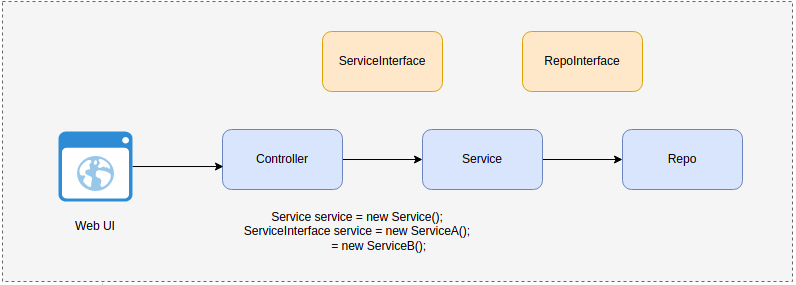 ServiceInterface
RepoInterface
Controller
Service
Repo
Web UI
Service service = new Service();
ServiceInterface service = new ServiceA();
= new ServiceB();